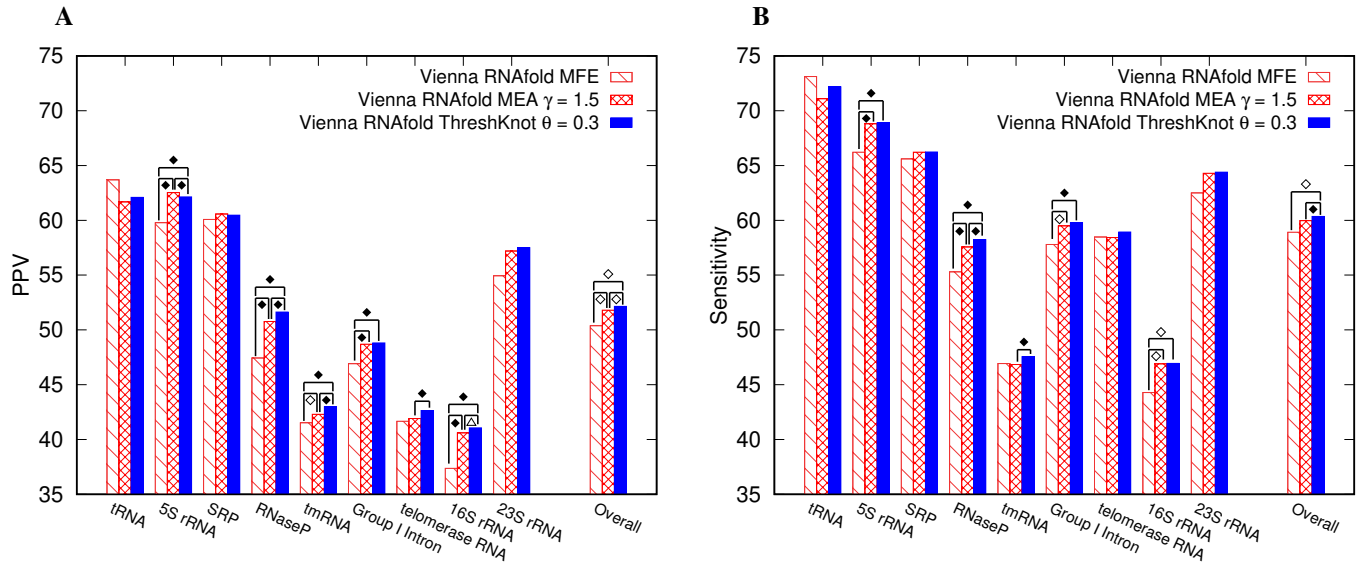 A
PPV
75
70
65
60
55
50
45
40
35
Vienna RNAfold MFE
Vienna RNAfold MEA γ = 1.5
Vienna RNAfold ThreshKnot θ = 0.3
tRNA
5S rRNA
SRP
RNaseP
tmRNA
Group I Intron
telomerase RNA
16S rRNA
23S rRNA
Overall
B
Sensitivity
75
70
65
60
55
50
45
40
35
Vienna RNAfold MFE
Vienna RNAfold MEA γ = 1.5
Vienna RNAfold ThreshKnot θ = 0.3
tRNA
5S rRNA
SRP
RNaseP
tmRNA
Group I Intron
telomerase RNA
16S rRNA
23S rRNA
Overall